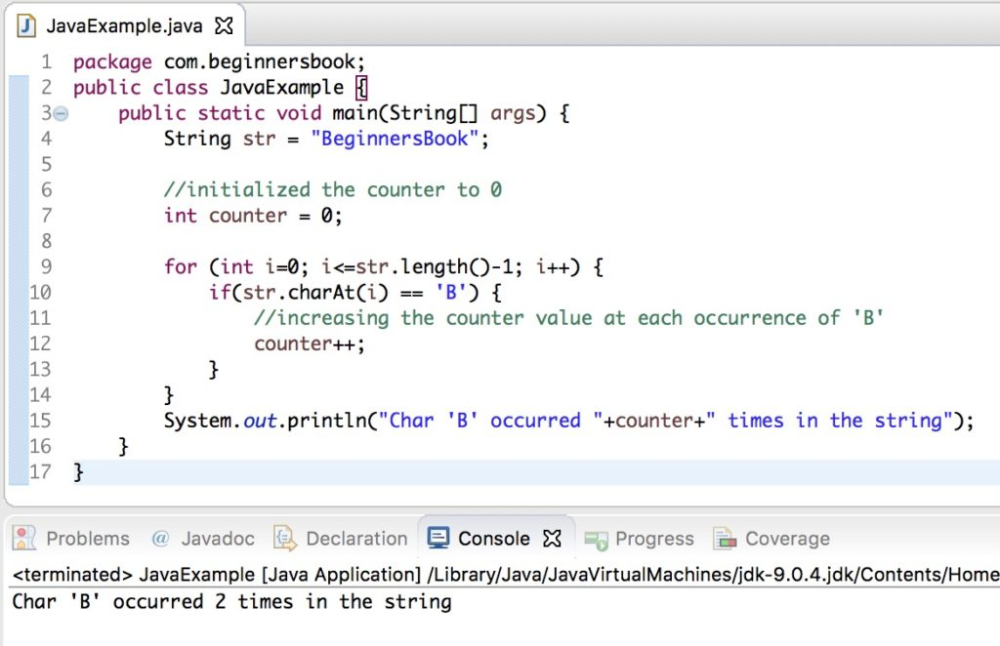 JavaExample.java
1 package com.beginnersbook;
2 public class JavaExample {
3 public static void main(String[] args) {
4 String str = "BeginnersBook";
5
6 //initialized the counter to 0
7 int counter = 0;
8
9 for (int i=0; i<=str.length()-1; i++) {
10 if(str.charAt(i) == 'B') {
11 //increasing the counter value at each occurrence of 'B'
12 counter++;
13 }
14 }
15 System.out.println("Char 'B' occurred "+counter+" times in the string");
16 }
17 }
Problems @ Javadoc Declaration Console Progress Coverage
<terminated> JavaExample [Java Application] /Library/Java/JavaVirtualMachines/jdk-9.0.4.jdk/Contents/Home
Char 'B' occurred 2 times in the string